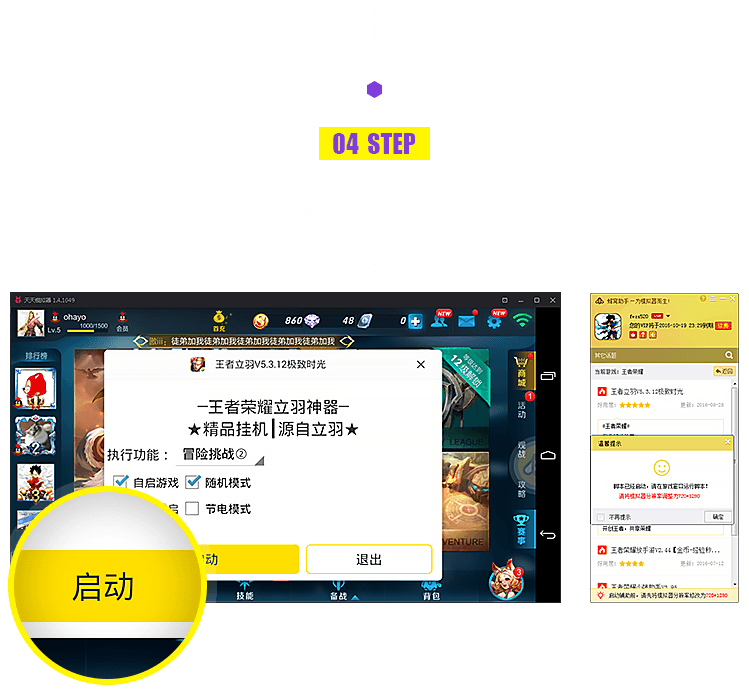 04 STEP
天天模拟器 1.4.1049
ohayo
Lv.5
1000/1500
会员
首充
860
48
0
NEW
NEW
徒弟加我徒弟加我徒弟加我徒弟加我徒弟加我
排行榜
王者立羽V5.3.12极致时光
─王者荣耀立羽神器─
★精品挂机┃源自立羽★
执行功能：
冒险挑战②
自启游戏
随机模式
启
节电模式
启动
退出
启动
12级解锁
商城
活动
1
观战
攻略
赛事
LEAGUE
VENTURE
技能
备战
背包
3
蜂窝助手－为模拟器而生!
fwzs520
您的VIP将于2016-10-19 23:29到期
续费
其它话题
当前游戏：王者荣耀
返回
王者立羽V5.3.12极致时光
好用度：
更新：2016-08-26
#王者荣耀
温馨提示
脚本已经启动，请在游戏窗口运行脚本！
请将模拟器分辨率调整为720*1280
不再提示
确定
开创王者，共享荣耀
王者荣耀放手游V2.44【金币+经验秒...
好用度：
更新：2016-07-12
启动辅助前，请先将模拟器分辨率修改为720*1280